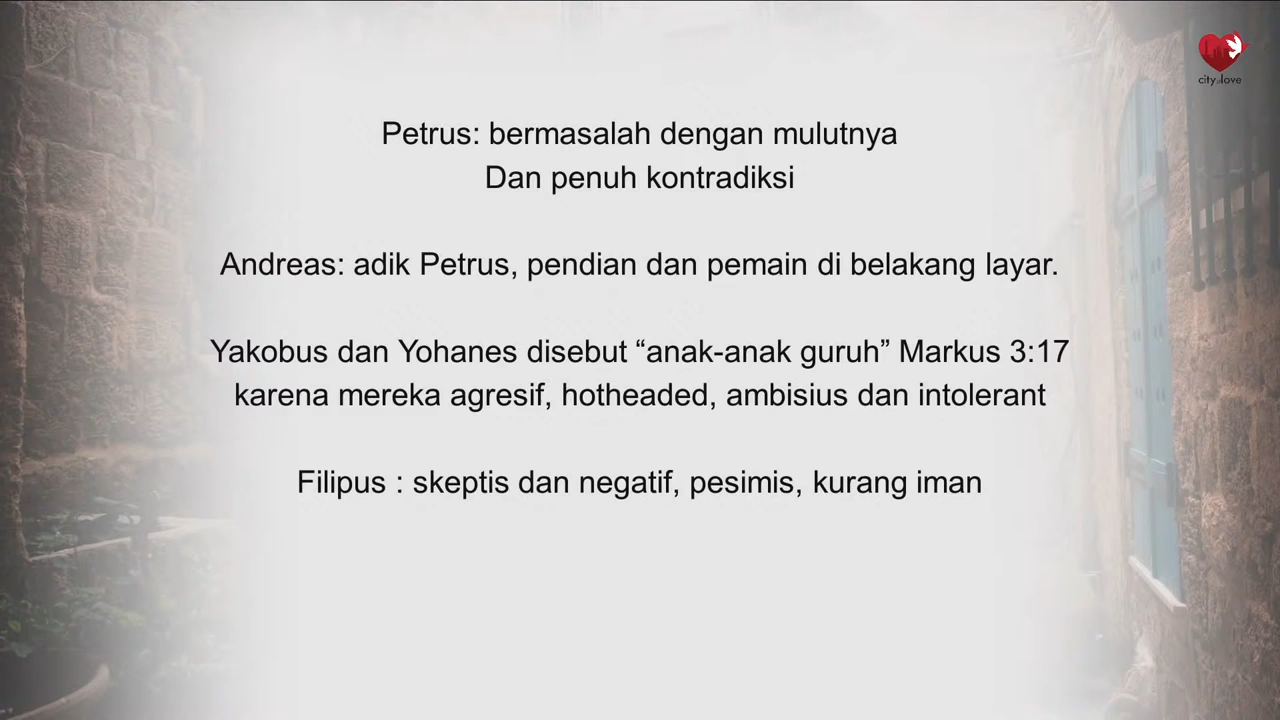 city of love
Petrus: bermasalah dengan mulutnya
Dan penuh kontradiksi
Andreas: adik Petrus, pendian dan pemain di belakang layar.
Yakobus dan Yohanes disebut “anak-anak guruh” Markus 3:17
karena mereka agresif, hotheaded, ambisius dan intolerant
Filipus : skeptis dan negatif, pesimis, kurang iman